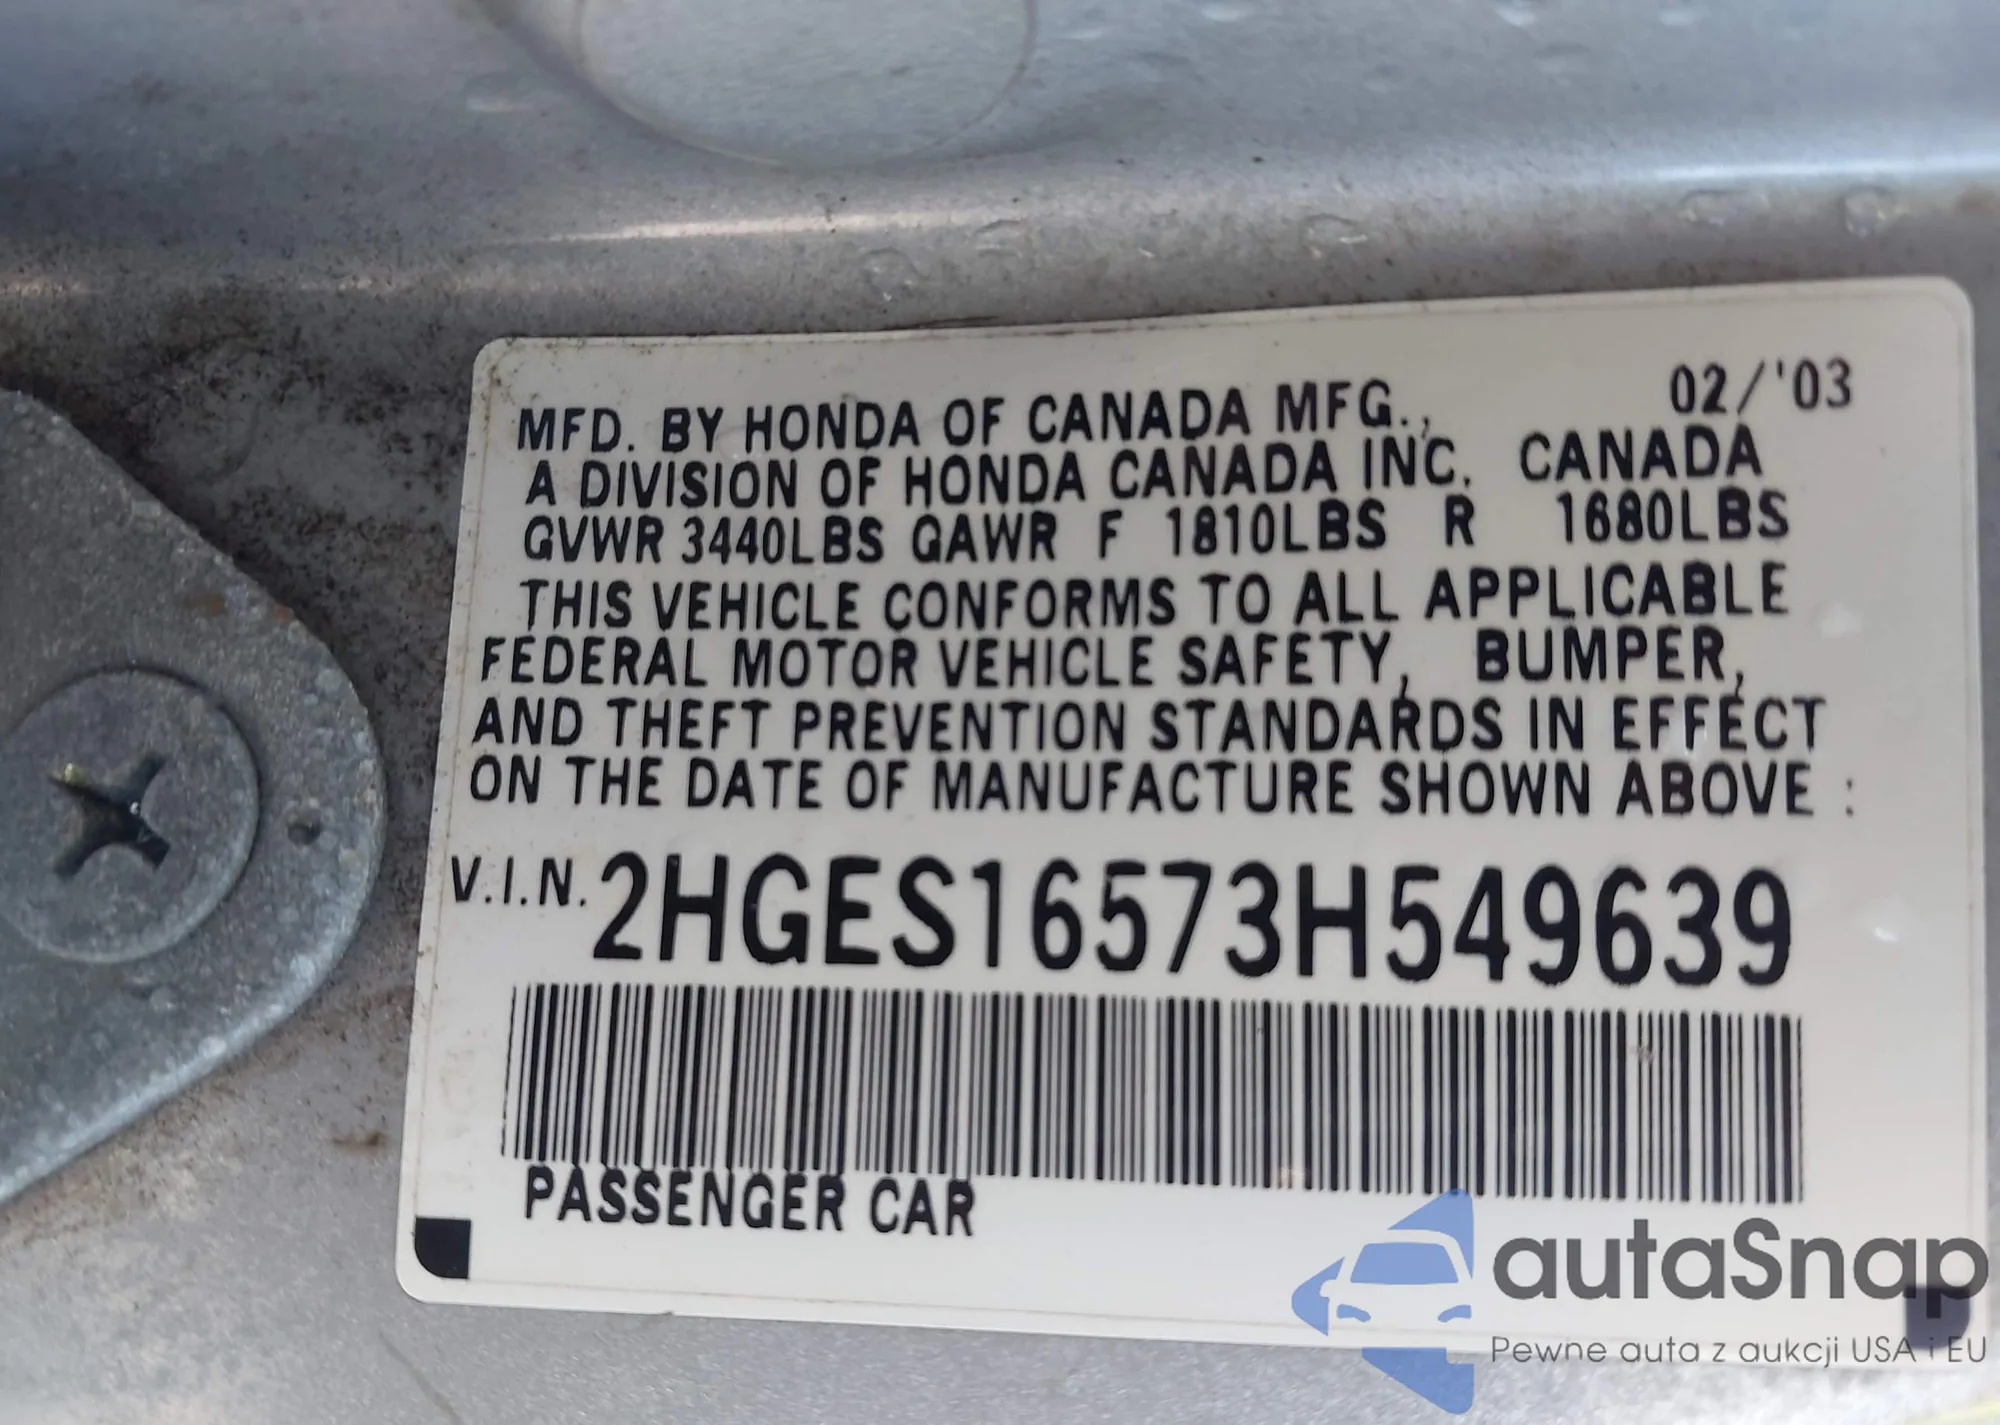 02/'03
MFD. BY HONDA OF CANADA MFG.,
A DIVISION OF HONDA CANADA INC. CANADA
GVWR 3440LBS GAWR F 1810LBS R 1680LBS
THIS VEHICLE CONFORMS TO ALL APPLICABLE
FEDERAL MOTOR VEHICLE SAFETY, BUMPER,
AND THEFT PREVENTION STANDARDS IN EFFECT
ON THE DATE OF MANUFACTURE SHOWN ABOVE :
V.I.N. 2HGES16573H549639
PASSENGER CAR
autaSnap
Pewne auta z aukcji USA i EU